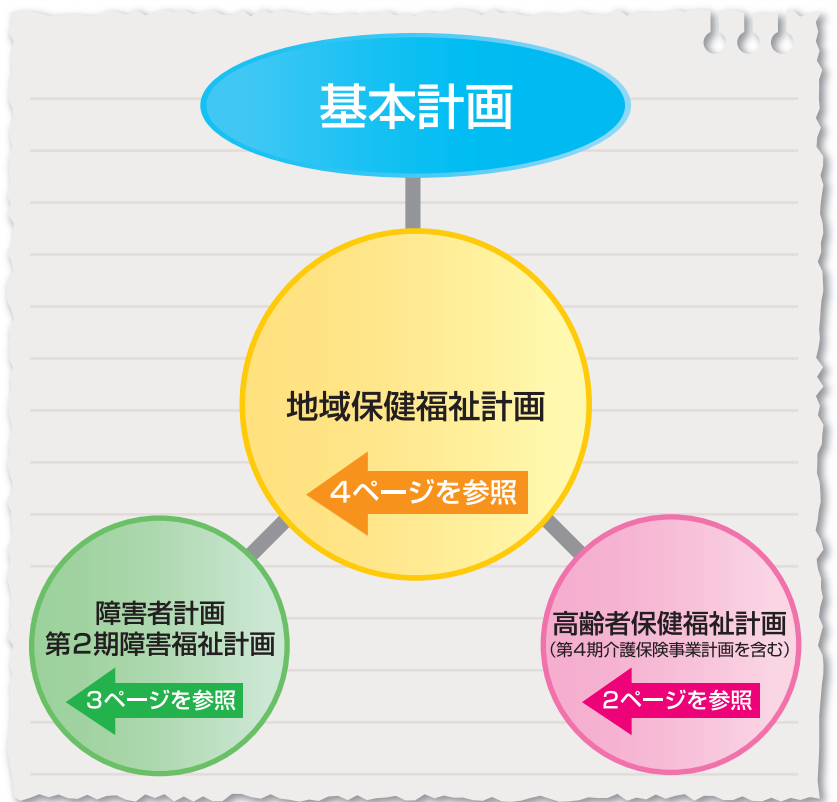 基本計画
地域保健福祉計画
4ページを参照
障害者計画
第2期障害福祉計画
3ページを参照
高齢者保健福祉計画
（第4期介護保険事業計画を含む）
2ページを参照